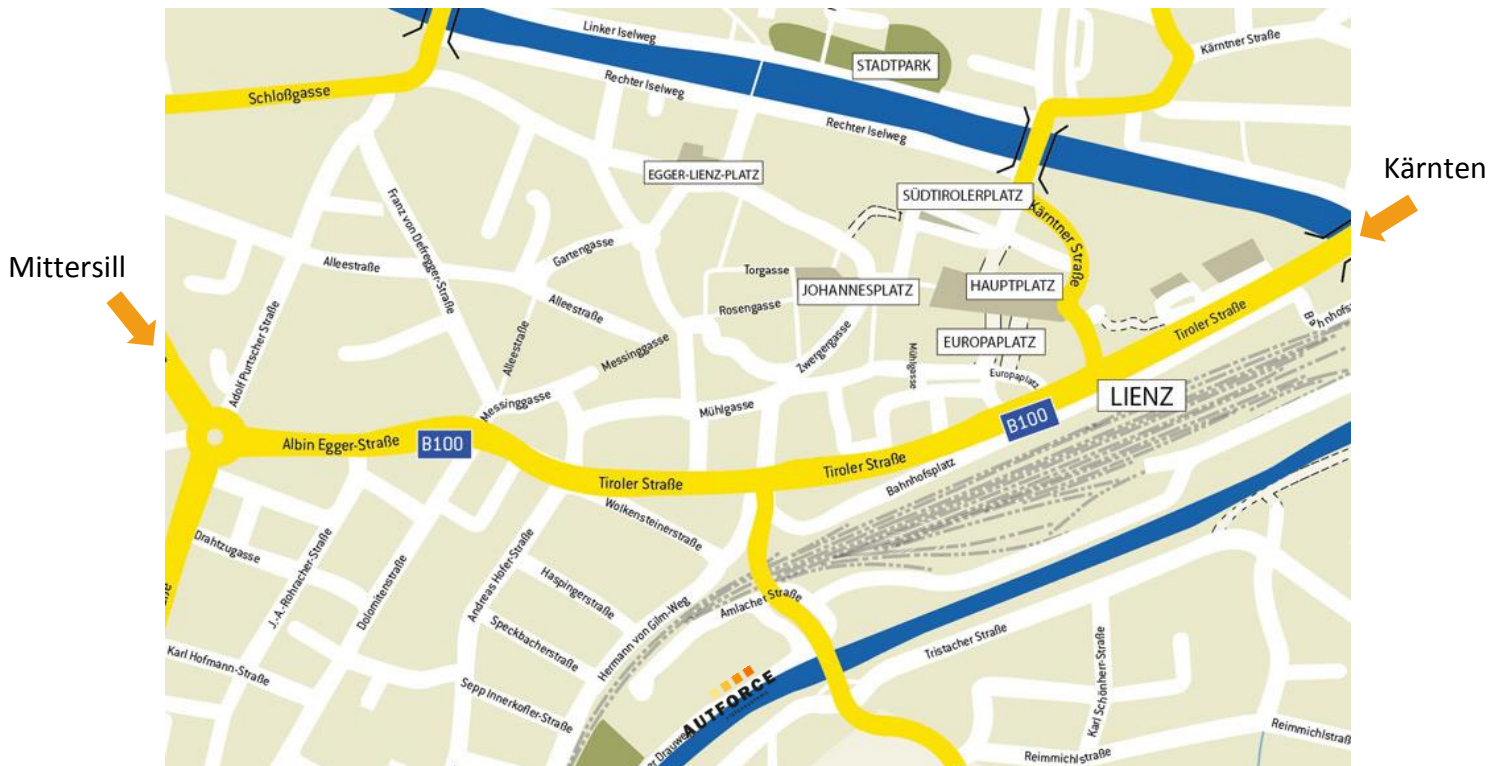 Linker Iselweg
STADTPARK
Kärntner Straße
Schloßgasse
Rechter Iselweg
Rechter Iselweg
Kärnten
EGGER-LIENZ-PLATZ
SÜDTIROLERPLATZ
Kärntner Straße
Franz von Defregger-Straße
Gartengasse
Mittersill
Alleestraße
Torgasse
JOHANNESPLATZ
HAUPTPLATZ
Alleestraße
Rosengasse
Tiroler Straße
Adolf Purtscher Straße
Alleestraße
Messinggasse
Zwergergasse
EUROPAPLATZ
Mühlgasse
Europaplatz
LIENZ
Messinggasse
Mühlgasse
B100
Albin Egger-Straße
B100
Tiroler Straße
Tiroler Straße
Bahnhofsplatz
Wolkensteinerstraße
Drahtzugasse
J.-A.-Rohracher-Straße
Dolomitenstraße
Andreas Hofer-Straße
Haspingerstraße
Hermann von Gilm-Weg
Amlacher Straße
Speckbacherstraße
Tristacher Straße
Karl Schönherr-Straße
Karl Hofmann-Straße
Sepp Innerkofler-Straße
AUTFORCE
Drauweg
Reimmichlstraße
Reimmichlstraß